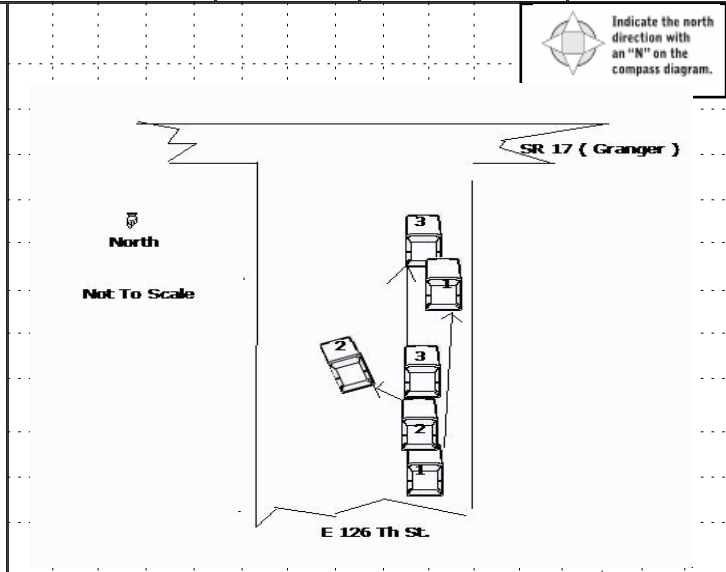 Indicate the north
direction with
an “N” on the
compass diagram.
SR 17 ( Granger )
3
North
1
Not To Scale
2
3
2
1
E 126 Th St.